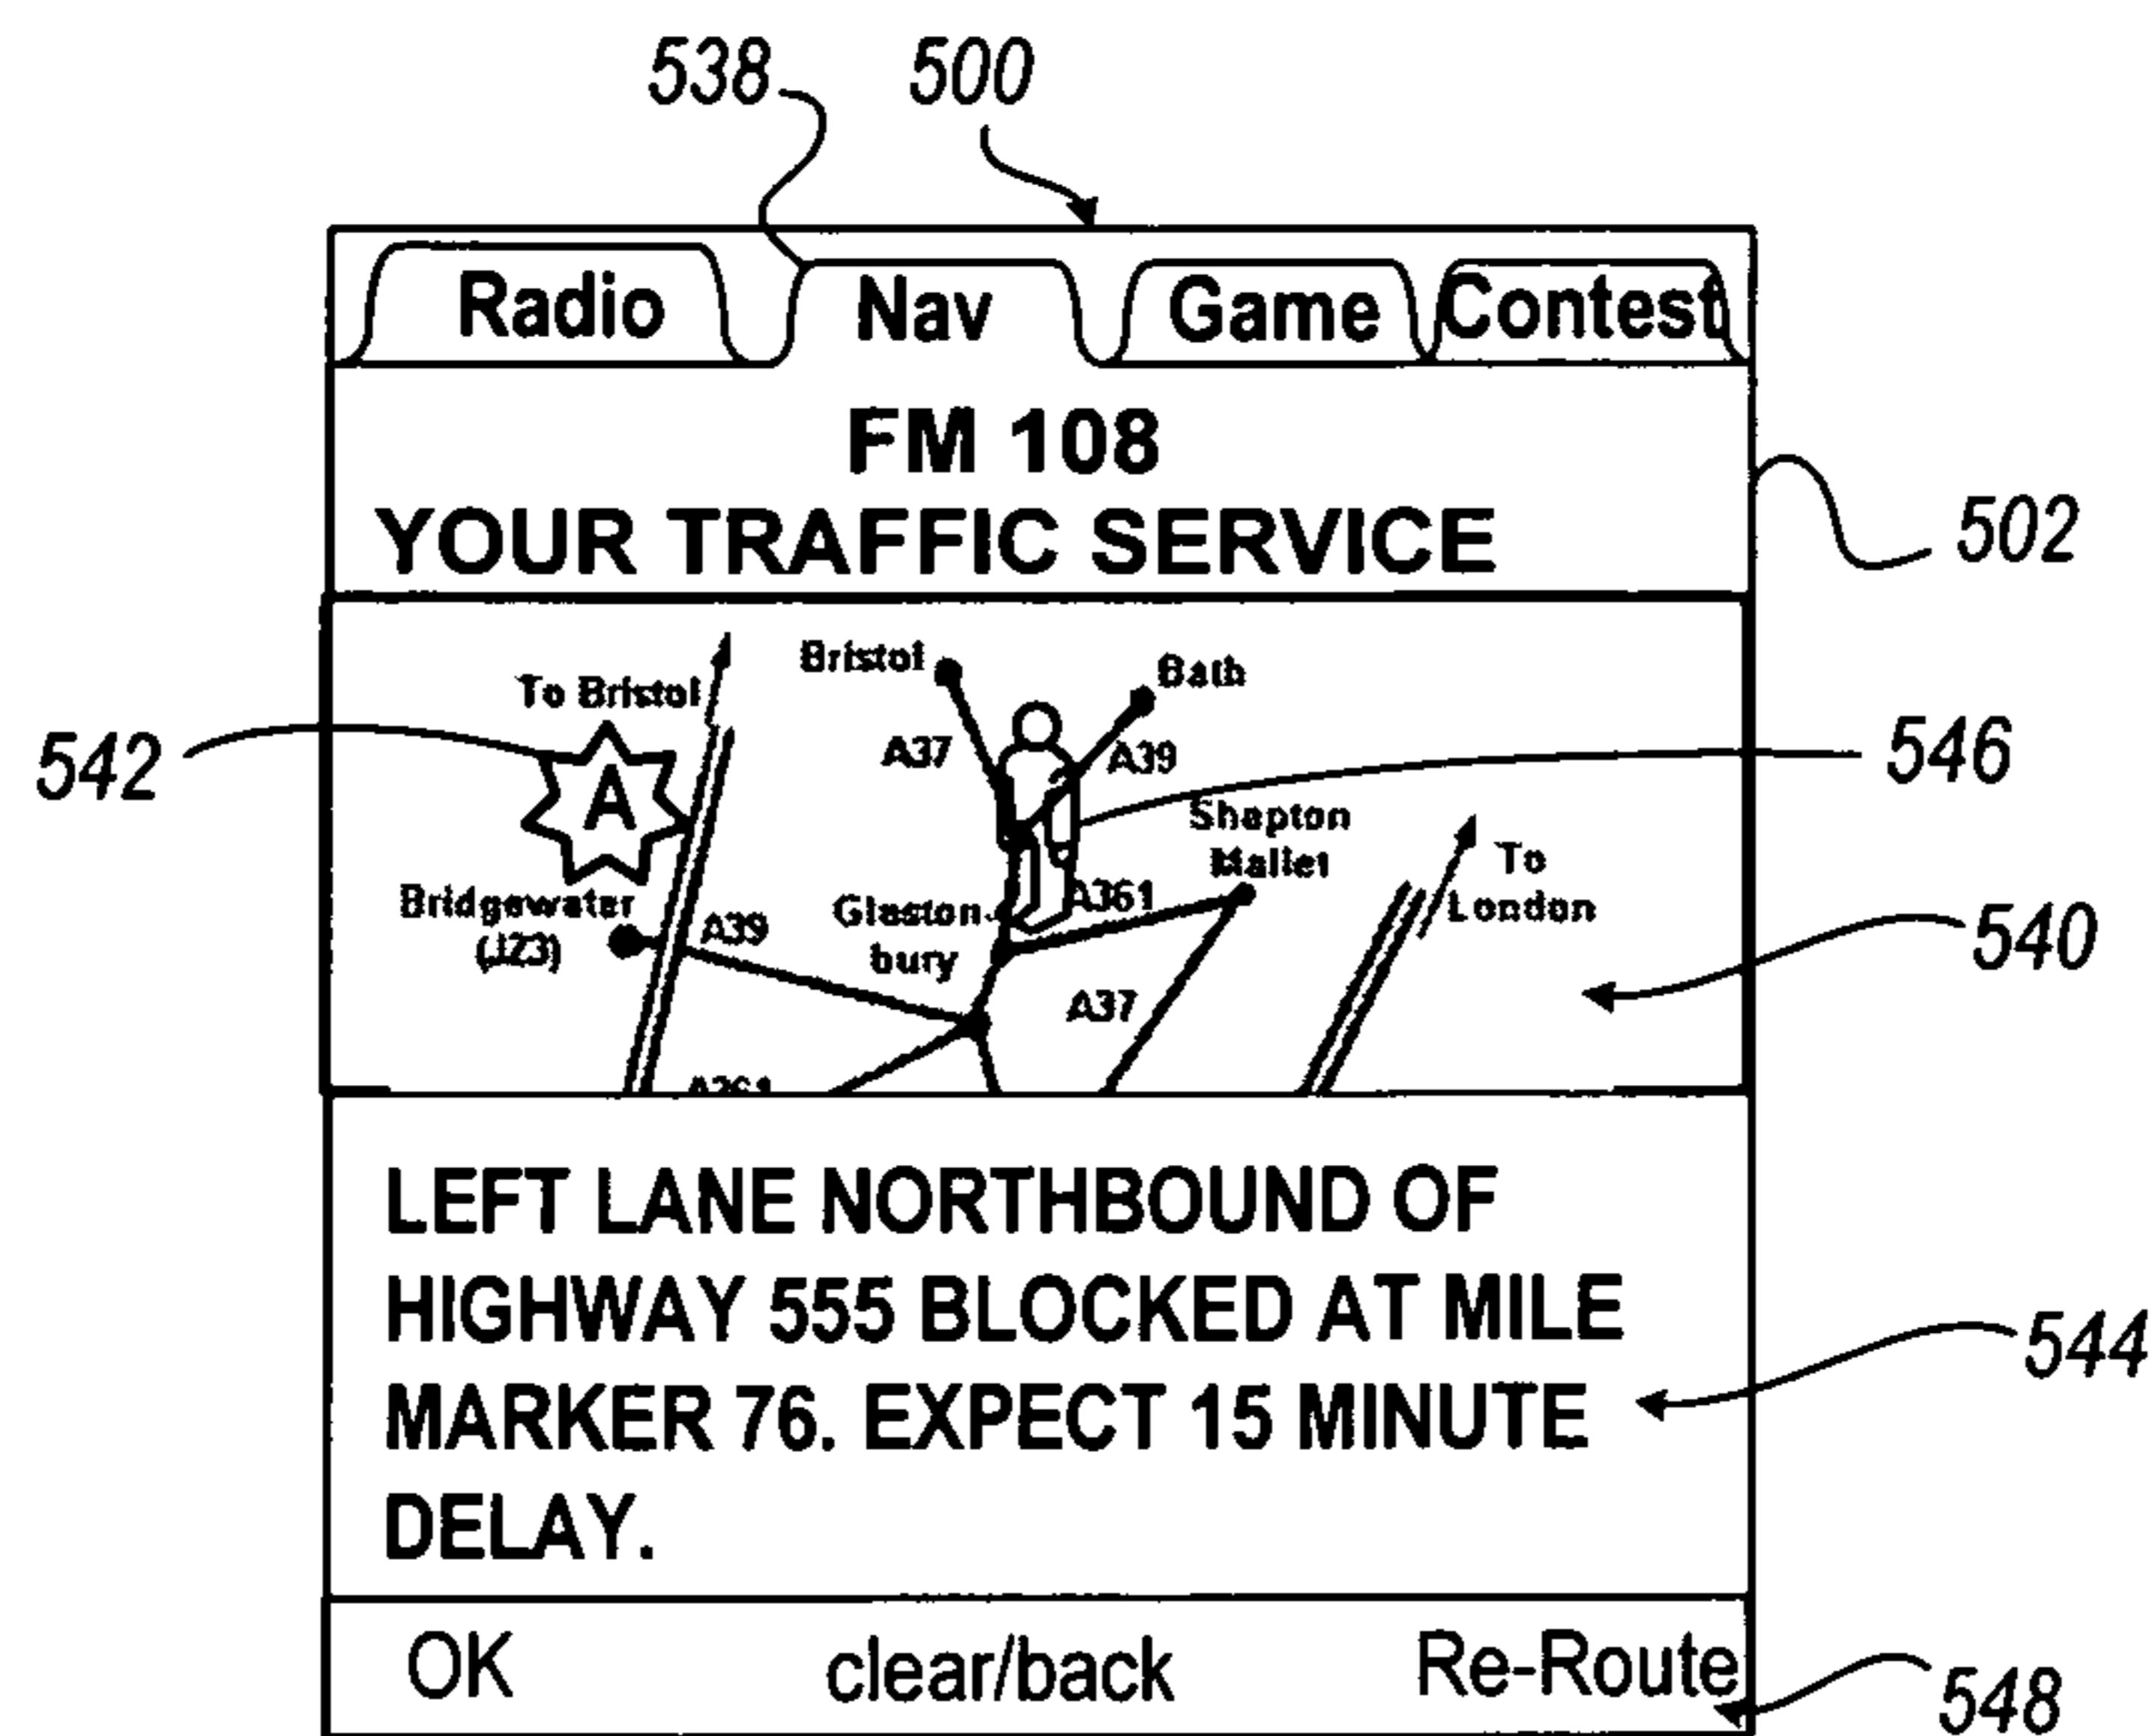 538 500
Radio Nav Game Contest
FM 108
YOUR TRAFFIC SERVICE
502
To Bristol
Bristol
Bath
542
A
A37
A39
546
Shepton
Mallet
To
London
Bridgewater
(J23)
A39
Glaston-
bury
A361
540
A37
LEFT LANE NORTHBOUND OF
HIGHWAY 555 BLOCKED AT MILE
MARKER 76. EXPECT 15 MINUTE
DELAY.
544
OK clear/back Re-Route
548